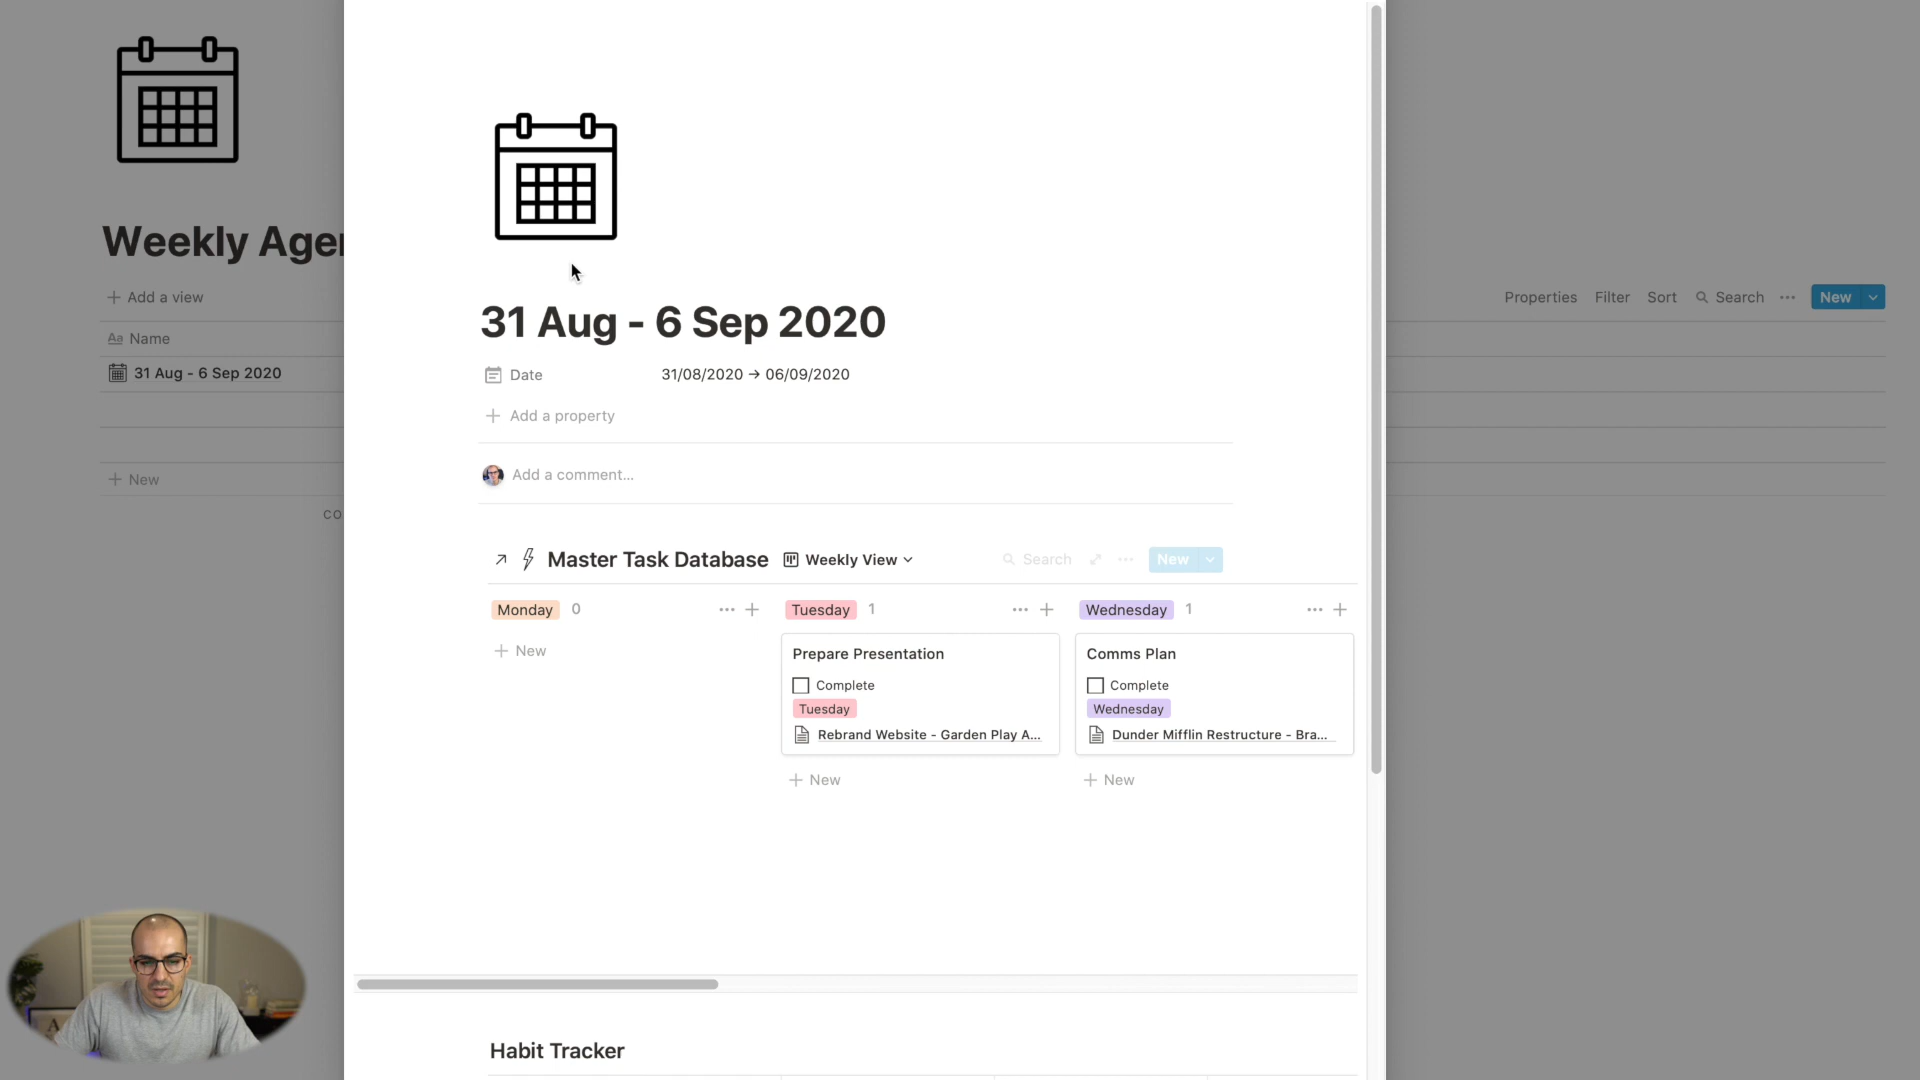 Weekly Agen
Add a view
Properties Filter Sort Search New
Aa Name
31 Aug - 6 Sep 2020
New
CO
31 Aug - 6 Sep 2020
Date 31/08/2020 → 06/09/2020
Add a property
Add a comment...
Master Task Database Weekly View Search New
Monday 0 Tuesday 1 Wednesday 1
New
Prepare Presentation
Complete
Tuesday
Rebrand Website - Garden Play A...
New
Comms Plan
Complete
Wednesday
Dunder Mifflin Restructure - Bra...
New
Habit Tracker
A